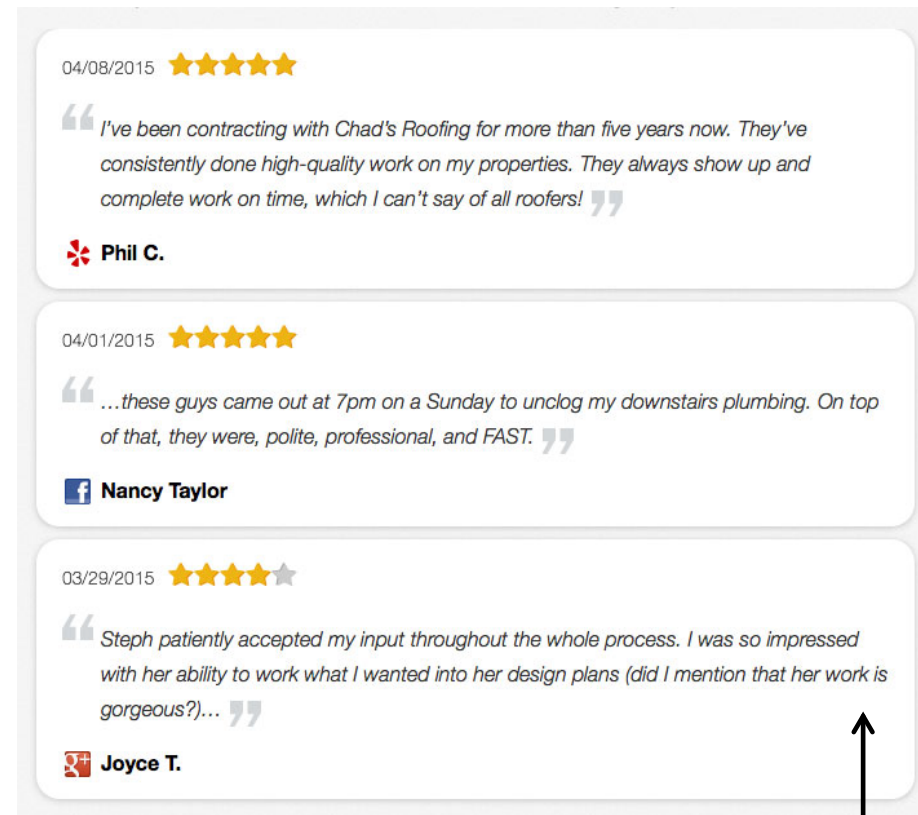 04/08/2015
“ I’ve been contracting with Chad’s Roofing for more than five years now. They’ve
consistently done high-quality work on my properties. They always show up and
complete work on time, which I can’t say of all roofers! ”
Phil C.
04/01/2015
“ …these guys came out at 7pm on a Sunday to unclog my downstairs plumbing. On top
of that, they were, polite, professional, and FAST. ”
f Nancy Taylor
03/29/2015
“ Steph patiently accepted my input throughout the whole process. I was so impressed
with her ability to work what I wanted into her design plans (did I mention that her work is
gorgeous?)… ”
g+ Joyce T.